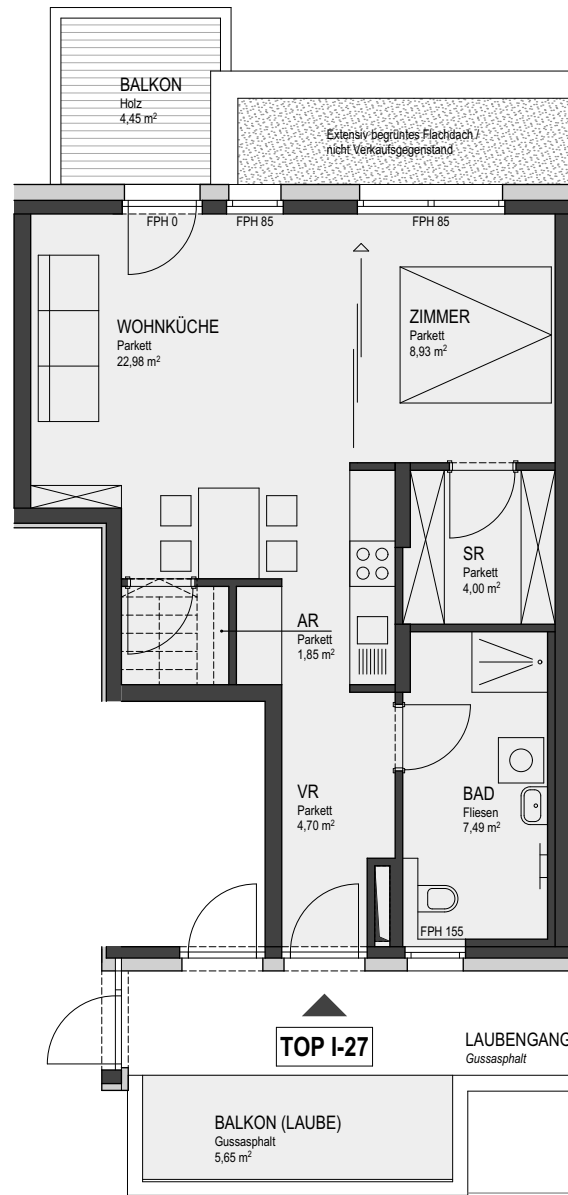 BALKON
Holz
4,45 m²
Extensiv begrüntes Flachdach /
nicht Verkaufsgegenstand
FPH 0
FPH 85
FPH 85
WOHNKÜCHE
Parkett
22,98 m²
ZIMMER
Parkett
8,93 m²
SR
Parkett
4,00 m²
AR
Parkett
1,85 m²
VR
Parkett
4,70 m²
BAD
Fliesen
7,49 m²
FPH 155
TOP I-27
LAUBENGANG
Gussasphalt
BALKON (LAUBE)
Gussasphalt
5,65 m²